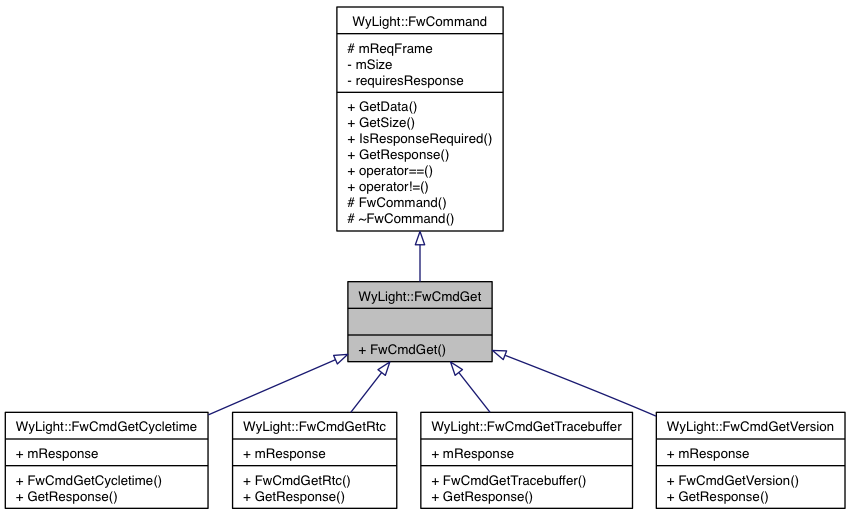 WyLight::FwCommand
# mReqFrame
- mSize
- requiresResponse
+ GetData()
+ GetSize()
+ IsResponseRequired()
+ GetResponse()
+ operator==()
+ operator!=()
# FwCommand()
# ~FwCommand()
WyLight::FwCmdGet
+ FwCmdGet()
WyLight::FwCmdGetCycletime
+ mResponse
+ FwCmdGetCycletime()
+ GetResponse()
WyLight::FwCmdGetRtc
+ mResponse
+ FwCmdGetRtc()
+ GetResponse()
WyLight::FwCmdGetTracebuffer
+ mResponse
+ FwCmdGetTracebuffer()
+ GetResponse()
WyLight::FwCmdGetVersion
+ mResponse
+ FwCmdGetVersion()
+ GetResponse()